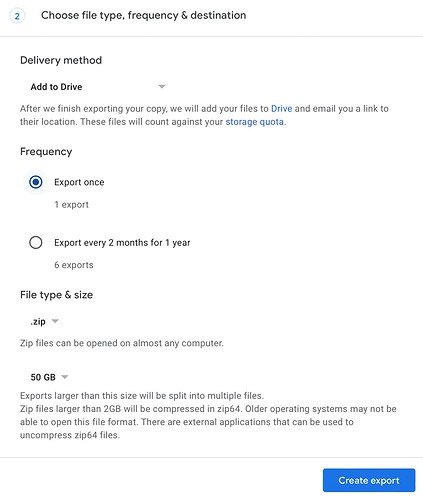 2 Choose file type, frequency & destination
Delivery method
Add to Drive
After we finish exporting your copy, we will add your files to Drive and email you a link to
their location. These files will count against your storage quota.
Frequency
Export once
1 export
Export every 2 months for 1 year
6 exports
File type & size
.zip
Zip files can be opened on almost any computer.
50 GB
Exports larger than this size will be split into multiple files.
Zip files larger than 2GB will be compressed in zip64. Older operating systems may not be
able to open this file format. There are external applications that can be used to
uncompress zip64 files.
Create export